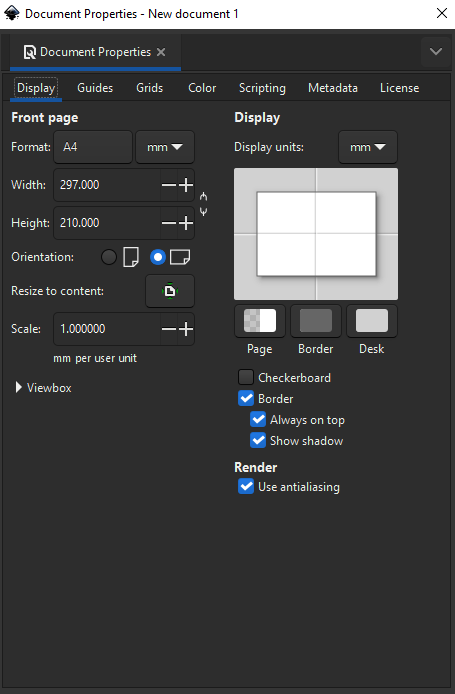 Document Properties - New document 1
Document Properties
Display Guides Grids Color Scripting Metadata License
Front page
Format: A4 mm
Width: 297.000
Height: 210.000
Orientation:
Resize to content:
Scale: 1.000000
mm per user unit
Viewbox
Display
Display units: mm
Page Border Desk
Checkerboard
Border
Always on top
Show shadow
Render
Use antialiasing